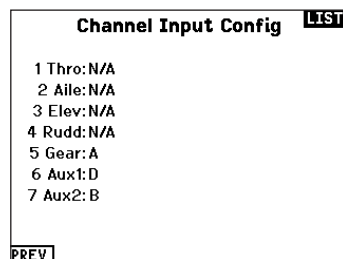 Channel Input Config LIST
1 Thro: N/A
2 Aile: N/A
3 Elev: N/A
4 Rudd: N/A
5 Gear: A
6 Aux1: D
7 Aux2: B
PREV